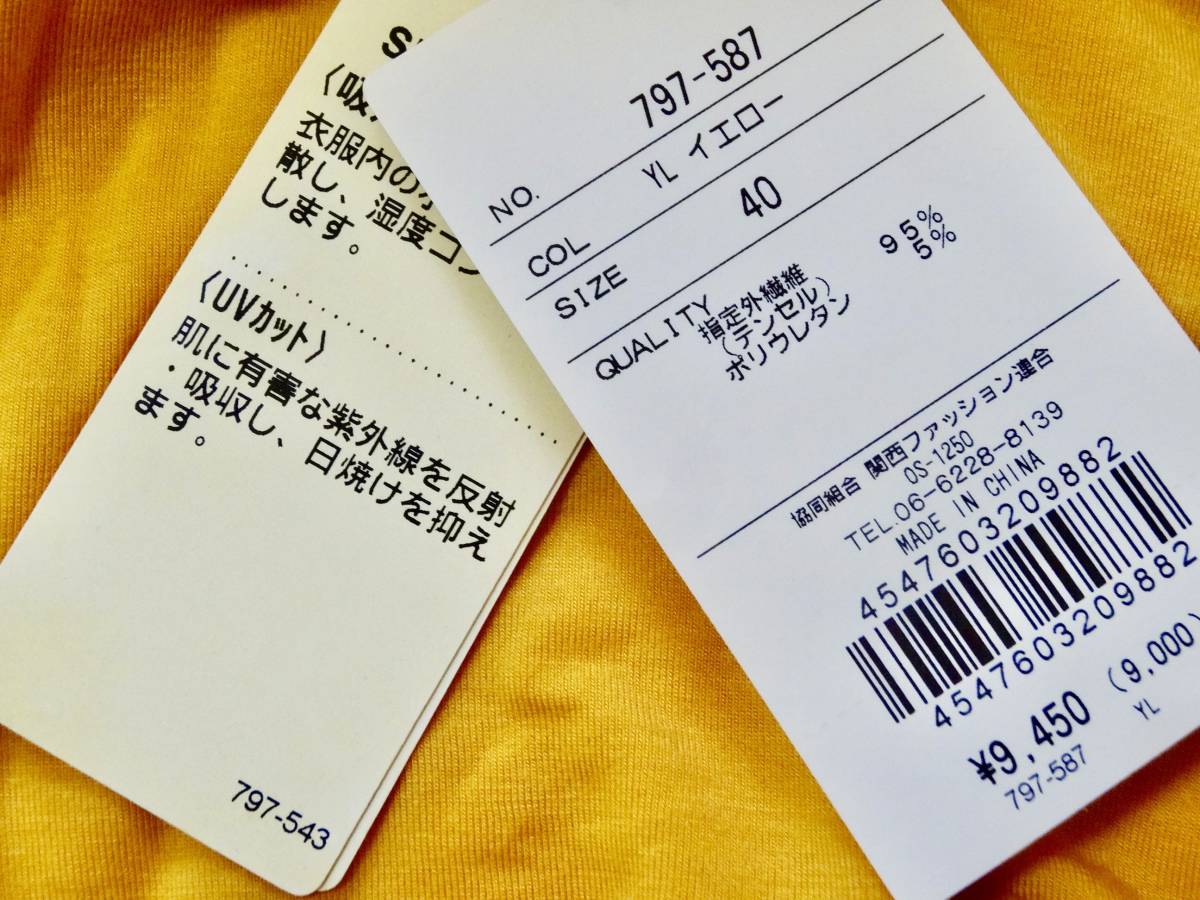 〈吸
衣服内の
散し、湿度コン
します。
〈UVカット〉
肌に有害な紫外線を反射
・吸収し、日焼けを抑え
ます。
797-543
NO. 797-587
COL YL イエロー
SIZE 40
QUALITY 指定外繊維 95%
(テンセル) 5%
ポリウレタン
協同組合 関西ファッション連合
OS-1250
TEL.06-6228-8139
MADE IN CHINA
4547603209882
4547603209882
¥9,450 (9,000)
797-587 YL